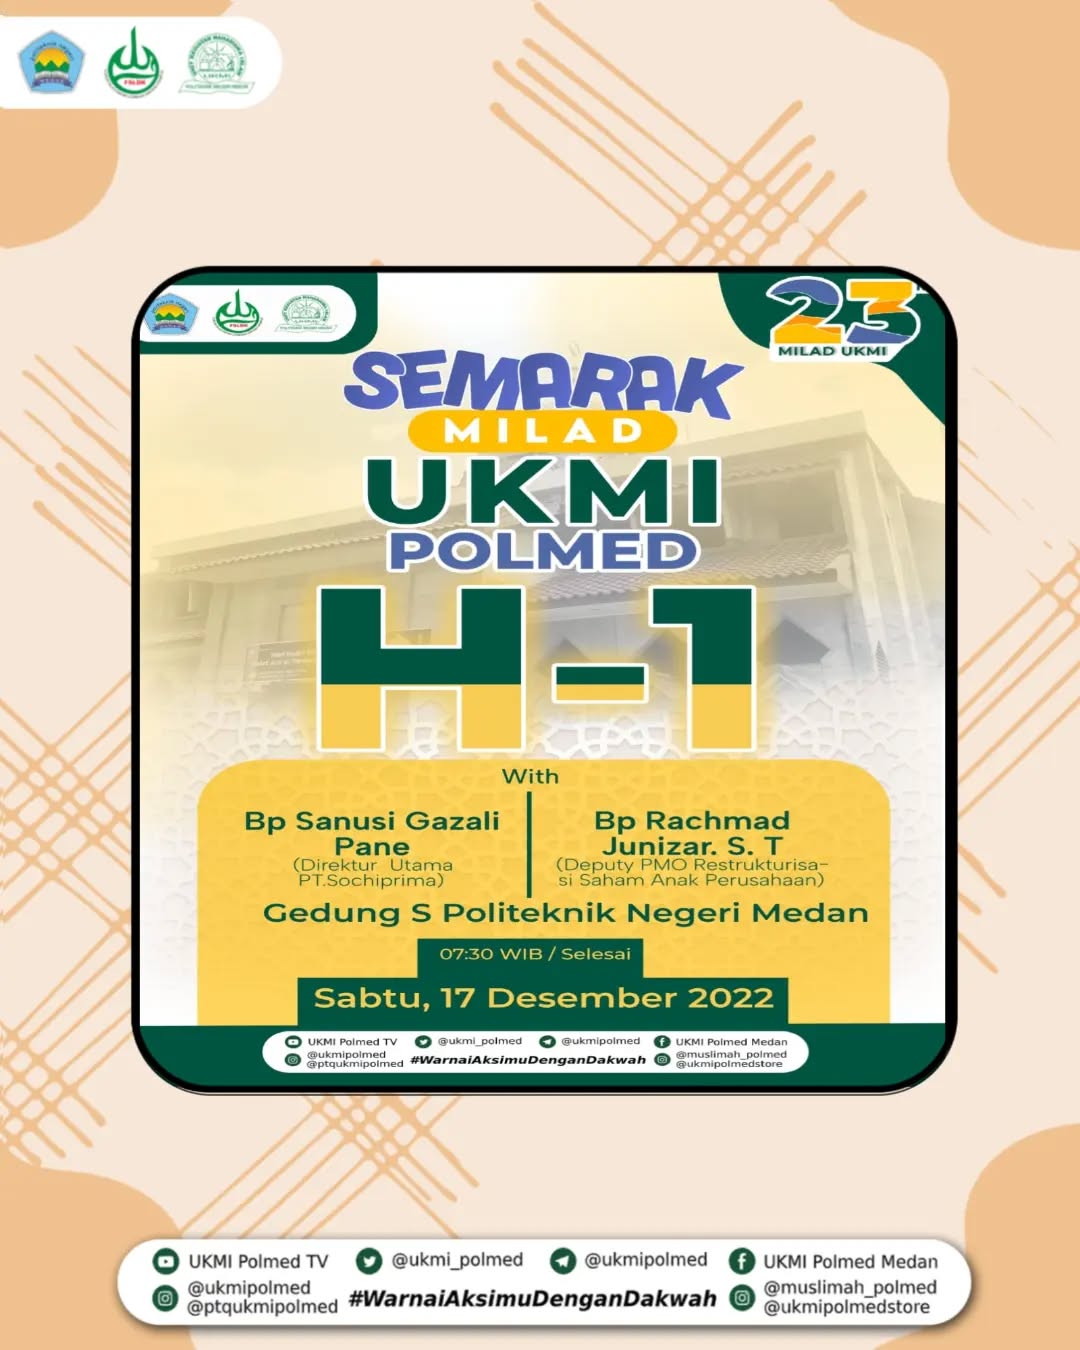 FSLDK
FSLDK
23
MILAD UKMI
SEMARAK
MILAD
UKMI
POLMED
H-1
With
Bp Sanusi Gazali
Pane
(Direktur Utama
PT.Sochiprima)
Bp Rachmad
Junizar. S. T
(Deputy PMO Restrukturisa-
si Saham Anak Perusahaan)
Gedung S Politeknik Negeri Medan
07:30 WIB / Selesai
Sabtu, 17 Desember 2022
UKMI Polmed TV @ukmi_polmed @ukmipolmed UKMI Polmed Medan
@ukmipolmed
@ptqukmipolmed
#WarnaiAksimuDenganDakwah
@muslimah_polmed
@ukmipolmedstore
UKMI Polmed TV @ukmi_polmed @ukmipolmed UKMI Polmed Medan
@ukmipolmed
@ptqukmipolmed
#WarnaiAksimuDenganDakwah
@muslimah_polmed
@ukmipolmedstore